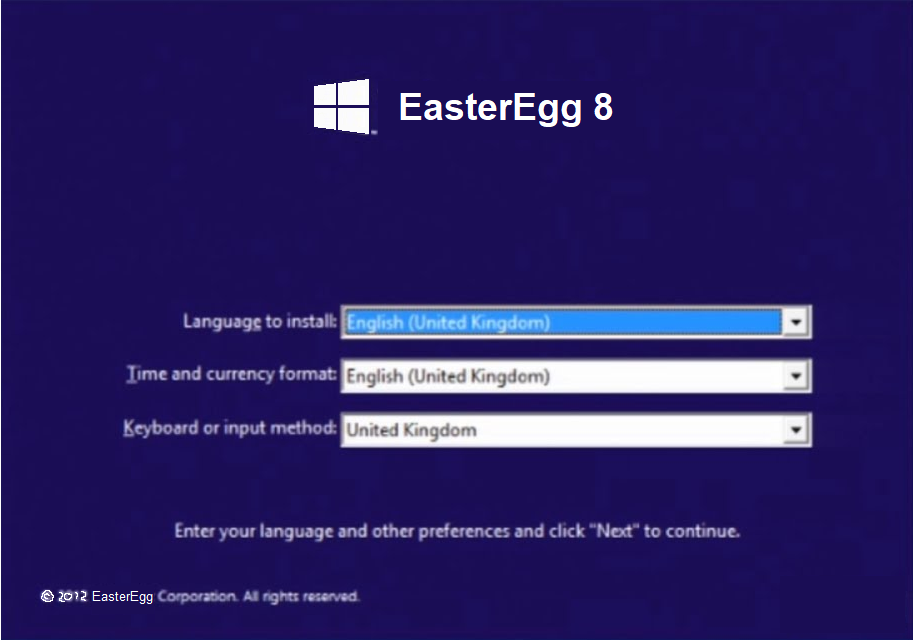 EasterEgg 8
Language to install: English (United Kingdom)
Time and currency format: English (United Kingdom)
Keyboard or input method: United Kingdom
Enter your language and other preferences and click "Next" to continue.
© 2012 EasterEgg Corporation. All rights reserved.